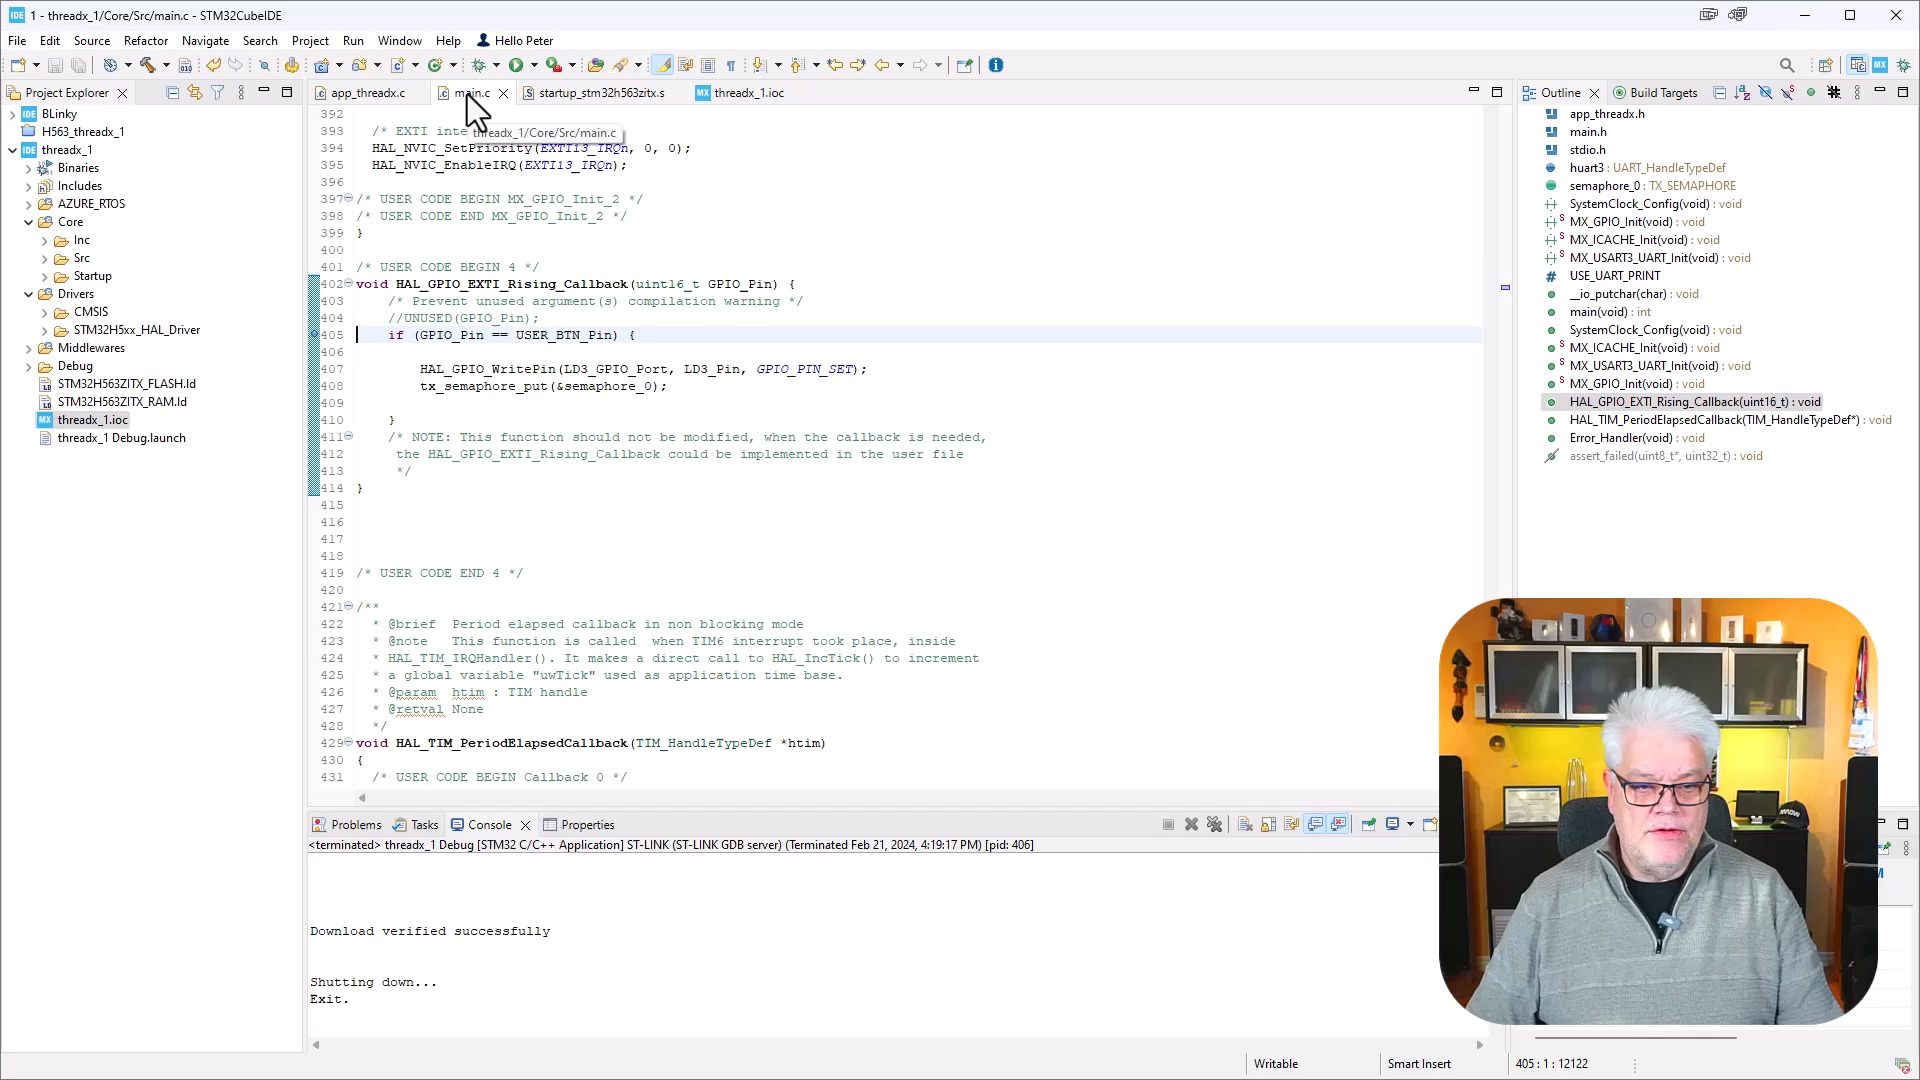 1 - threadx_1/Core/Src/main.c - STM32CubeIDE
File Edit Source Refactor Navigate Search Project Run Window Help Hello Peter
Project Explorer
BLinky
H563_threadx_1
threadx_1
Binaries
Includes
AZURE_RTOS
Core
Inc
Src
Startup
Drivers
CMSIS
STM32H5xx_HAL_Driver
Middlewares
Debug
STM32H563ZITX_FLASH.ld
STM32H563ZITX_RAM.ld
threadx_1.ioc
threadx_1 Debug.launch
app_threadx.c main.c startup_stm32h563zitx.s threadx_1.ioc
threadx_1/Core/Src/main.c
392
393 /* EXTI inte
394 HAL_NVIC_SetPriority(EXTI13_IRQn, 0, 0);
395 HAL_NVIC_EnableIRQ(EXTI13_IRQn);
396
397 /* USER CODE BEGIN MX_GPIO_Init_2 */
398 /* USER CODE END MX_GPIO_Init_2 */
399 }
400
401 /* USER CODE BEGIN 4 */
402 void HAL_GPIO_EXTI_Rising_Callback(uint16_t GPIO_Pin) {
403 /* Prevent unused argument(s) compilation warning */
404 //UNUSED(GPIO_Pin);
405 if (GPIO_Pin == USER_BTN_Pin) {
406
407 HAL_GPIO_WritePin(LD3_GPIO_Port, LD3_Pin, GPIO_PIN_SET);
408 tx_semaphore_put(&semaphore_0);
409
410 }
411 /* NOTE: This function should not be modified, when the callback is needed,
412 the HAL_GPIO_EXTI_Rising_Callback could be implemented in the user file
413 */
414 }
415
416
417
418
419 /* USER CODE END 4 */
420
421 /**
422 * @brief Period elapsed callback in non blocking mode
423 * @note This function is called when TIM6 interrupt took place, inside
424 * HAL_TIM_IRQHandler(). It makes a direct call to HAL_IncTick() to increment
425 * a global variable "uwTick" used as application time base.
426 * @param htim : TIM handle
427 * @retval None
428 */
429 void HAL_TIM_PeriodElapsedCallback(TIM_HandleTypeDef *htim)
430 {
431 /* USER CODE BEGIN Callback 0 */
Outline Build Targets
app_threadx.h
main.h
stdio.h
huart3 : UART_HandleTypeDef
semaphore_0 : TX_SEMAPHORE
SystemClock_Config(void) : void
MX_GPIO_Init(void) : void
MX_ICACHE_Init(void) : void
MX_USART3_UART_Init(void) : void
USE_UART_PRINT
__io_putchar(char) : void
main(void) : int
SystemClock_Config(void) : void
MX_ICACHE_Init(void) : void
MX_USART3_UART_Init(void) : void
MX_GPIO_Init(void) : void
HAL_GPIO_EXTI_Rising_Callback(uint16_t) : void
HAL_TIM_PeriodElapsedCallback(TIM_HandleTypeDef*) : void
Error_Handler(void) : void
assert_failed(uint8_t*, uint32_t) : void
Problems Tasks Console Properties
<terminated> threadx_1 Debug [STM32 C/C++ Application] ST-LINK (ST-LINK GDB server) (Terminated Feb 21, 2024, 4:19:17 PM) [pid: 406]
Download verified successfully
Shutting down...
Exit.
Writable Smart Insert 405 : 1 : 12122